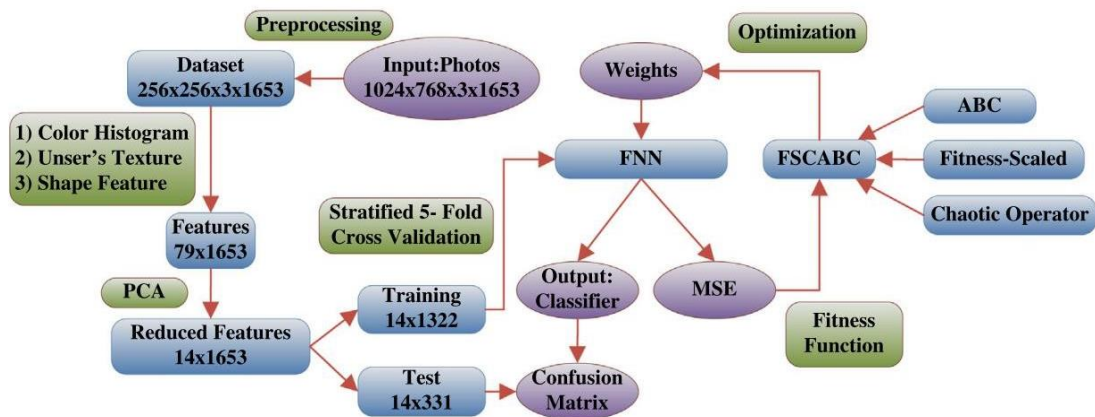 Preprocessing
Optimization
Dataset
256x256x3x1653
Input:Photos
1024x768x3x1653
Weights
ABC
1) Color Histogram
2) Unser's Texture
3) Shape Feature
FNN
FSCABC
Fitness-Scaled
Stratified 5- Fold
Cross Validation
Chaotic Operator
Features
79x1653
PCA
Training
14x1322
Output:
Classifier
MSE
Reduced Features
14x1653
Fitness
Function
Test
14x331
Confusion
Matrix